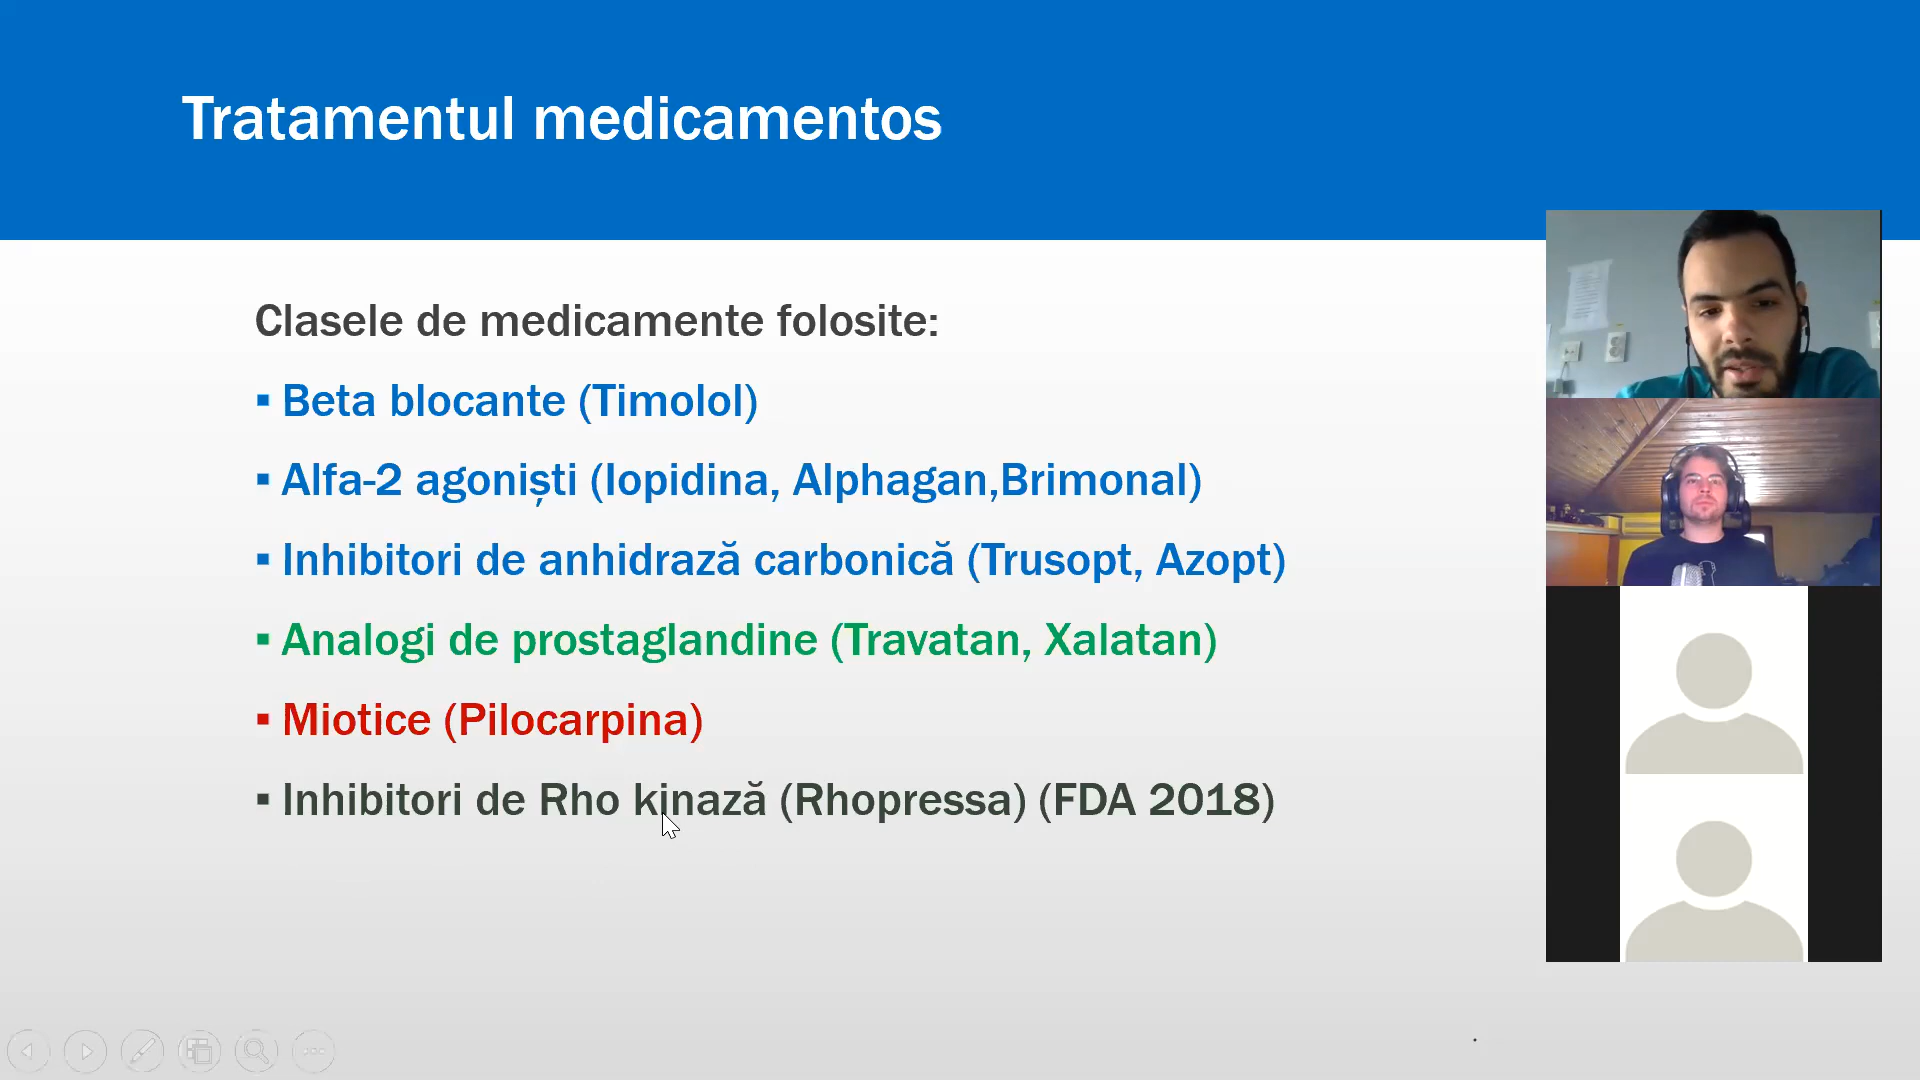 Tratamentul medicamentos
Clasele de medicamente folosite:
▪ Beta blocante (Timolol)
▪ Alfa-2 agoniști (Iopidina, Alphagan,Brimonal)
▪ Inhibitori de anhidrază carbonică (Trusopt, Azopt)
▪ Analogi de prostaglandine (Travatan, Xalatan)
▪ Miotice (Pilocarpina)
▪ Inhibitori de Rho kinază (Rhopressa) (FDA 2018)